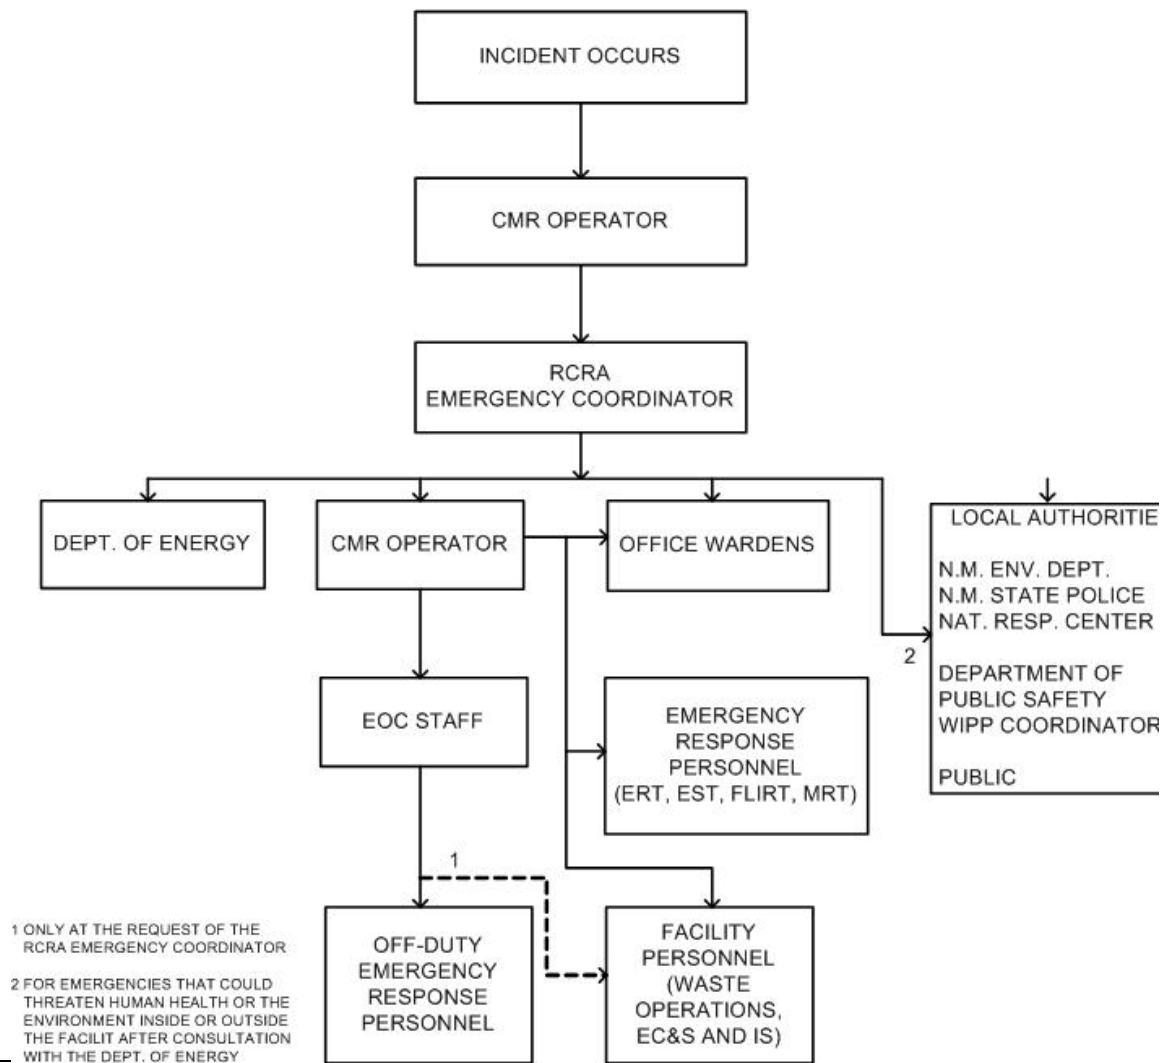 INCIDENT OCCURS
CMR OPERATOR
RCRA
EMERGENCY COORDINATOR
DEPT. OF ENERGY
CMR OPERATOR
OFFICE WARDENS
LOCAL AUTHORITIE
N.M. ENV. DEPT.
N.M. STATE POLICE
NAT. RESP. CENTER
DEPARTMENT OF
PUBLIC SAFETY
WIPP COORDINATOR
PUBLIC
2
EOC STAFF
EMERGENCY
RESPONSE
PERSONNEL
(ERT, EST, FLIRT, MRT)
1
OFF-DUTY
EMERGENCY
RESPONSE
PERSONNEL
FACILITY
PERSONNEL
(WASTE
OPERATIONS,
EC&S AND IS)
1 ONLY AT THE REQUEST OF THE
RCRA EMERGENCY COORDINATOR
2 FOR EMERGENCIES THAT COULD
THREATEN HUMAN HEALTH OR THE
ENVIRONMENT INSIDE OR OUTSIDE
THE FACILIT AFTER CONSULTATION
WITH THE DEPT. OF ENERGY